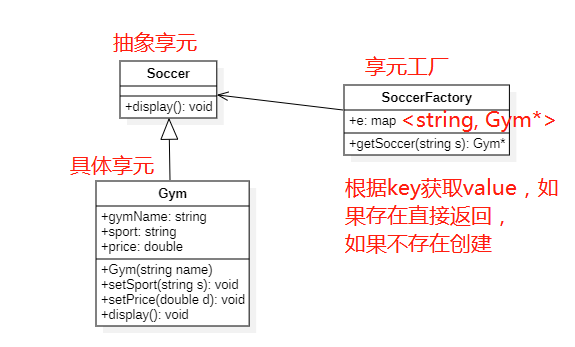 抽象享元
Soccer
+display(): void
享元工厂
SoccerFactory
+e: map <string, Gym*>
+getSoccer(string s): Gym*
根据key获取value，如
果存在直接返回，
如果不存在创建
具体享元
Gym
+gymName: string
+sport: string
+price: double
+Gym(string name)
+setSport(string s): void
+setPrice(double d): void
+display(): void